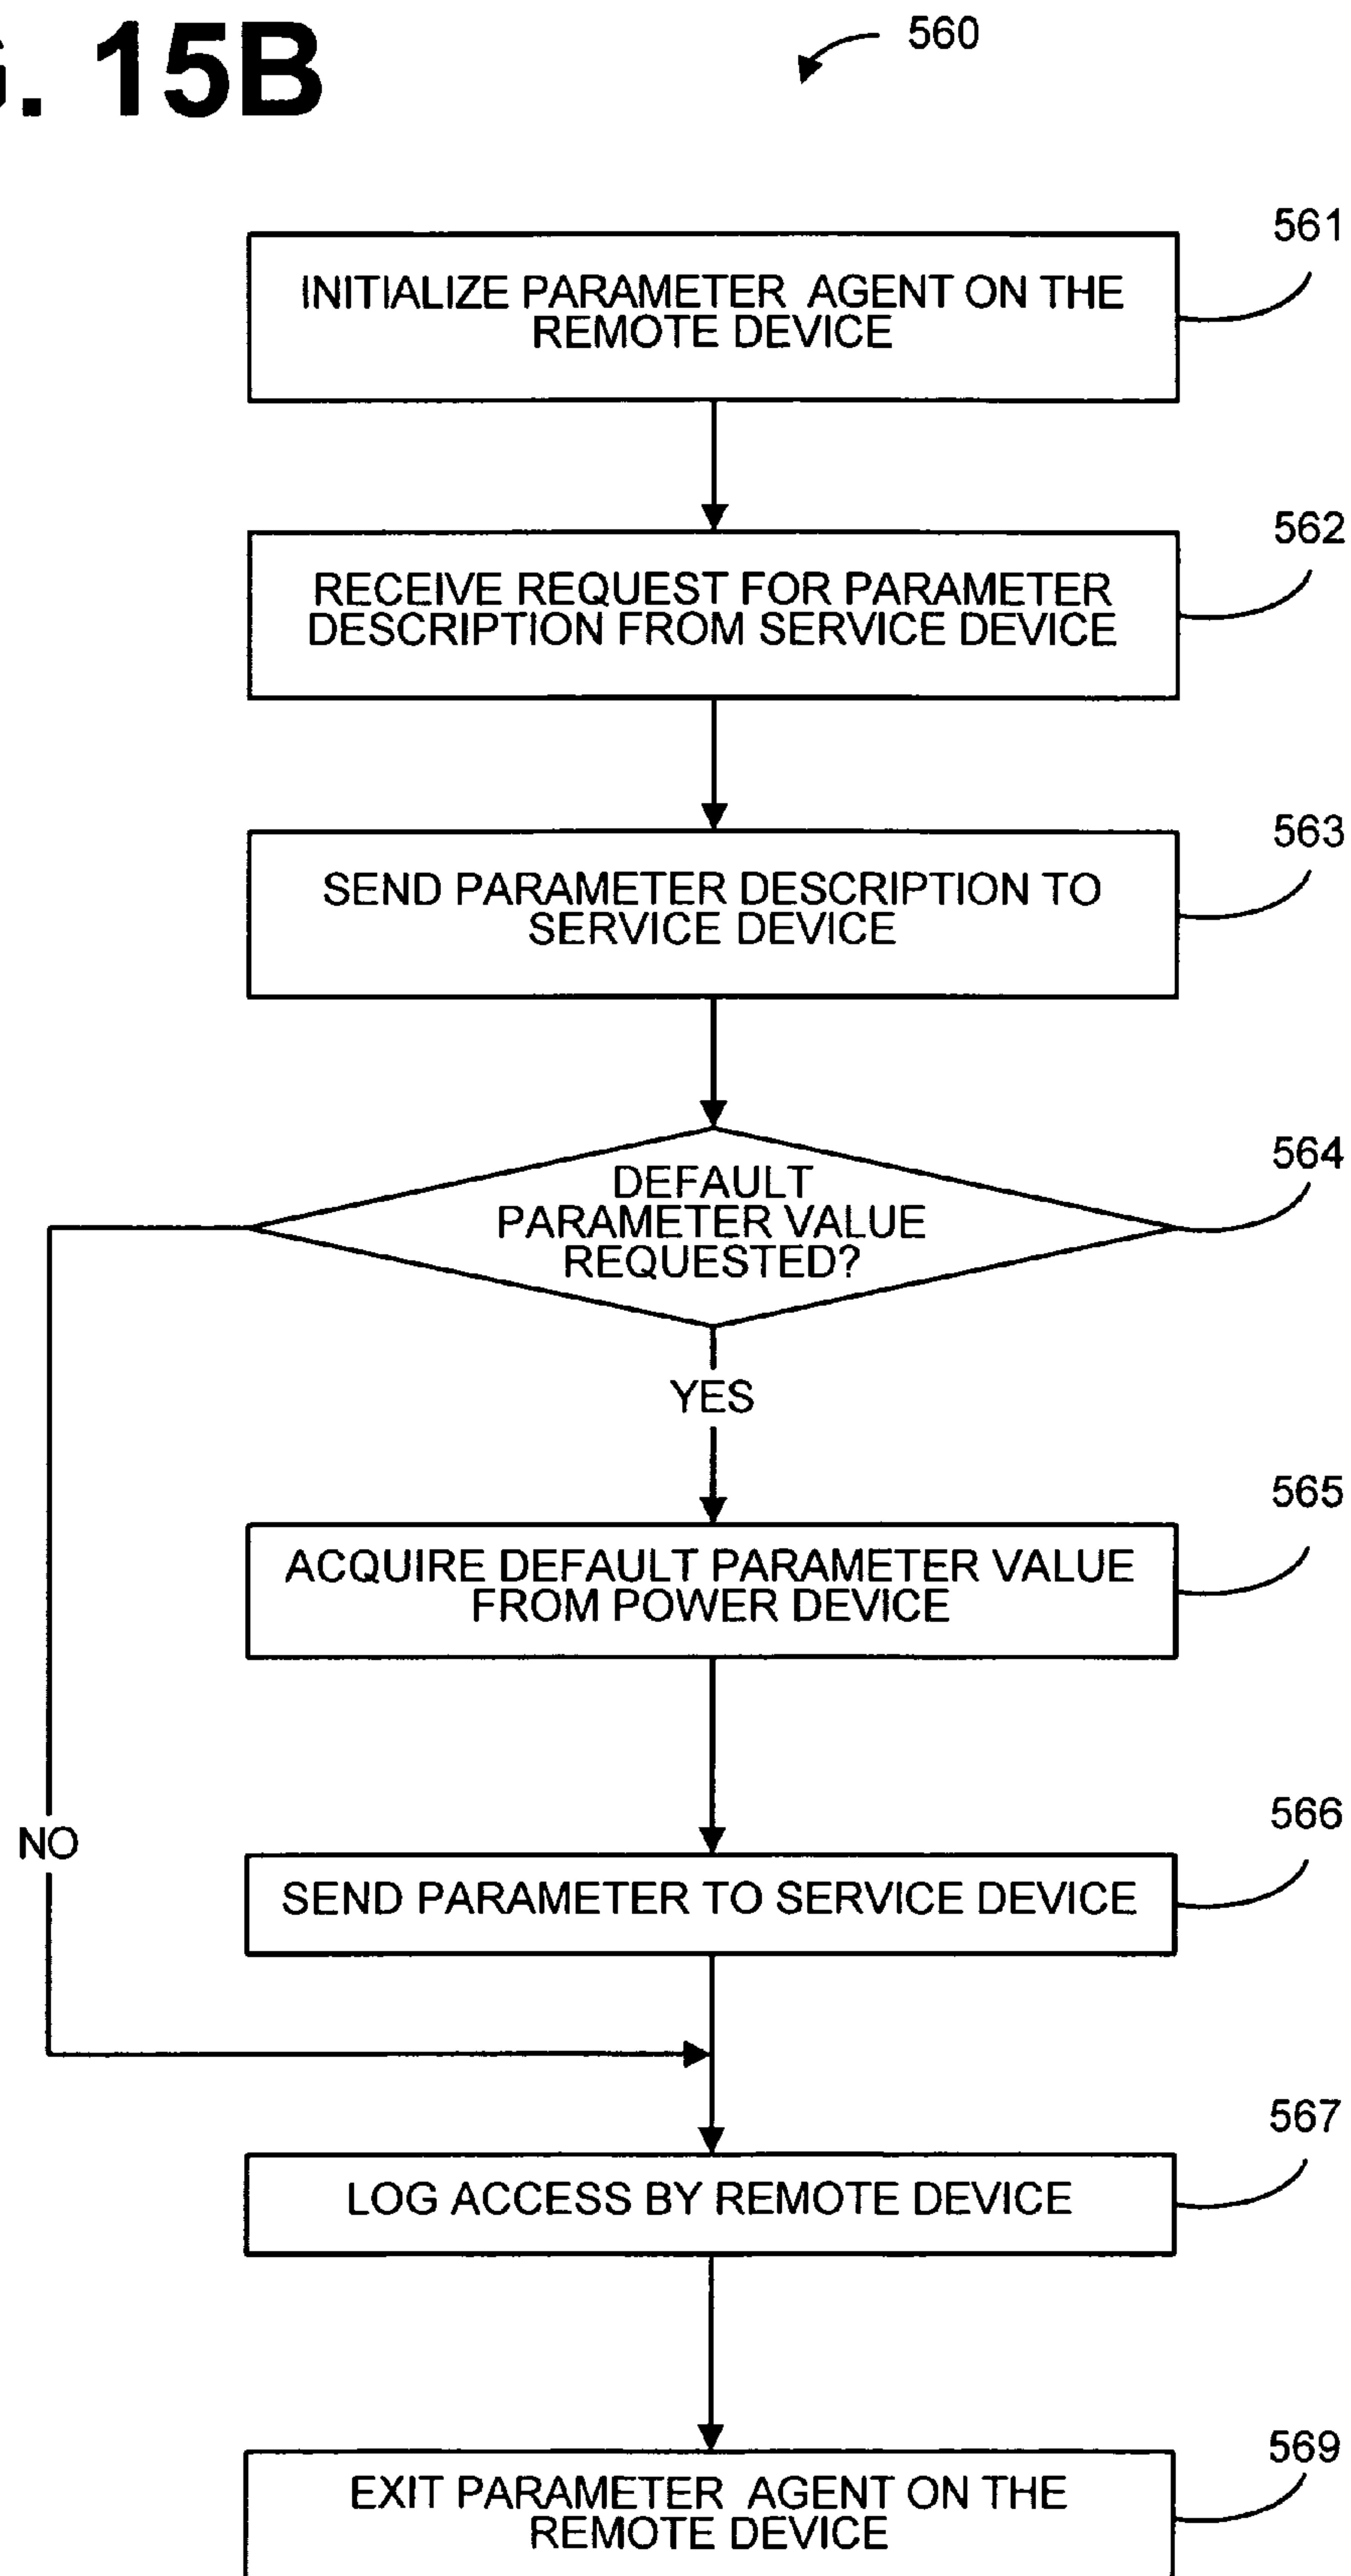 . 15B
560
561
INITIALIZE PARAMETER AGENT ON THE
REMOTE DEVICE
562
RECEIVE REQUEST FOR PARAMETER
DESCRIPTION FROM SERVICE DEVICE
563
SEND PARAMETER DESCRIPTION TO
SERVICE DEVICE
564
DEFAULT
PARAMETER VALUE
REQUESTED?
YES
565
ACQUIRE DEFAULT PARAMETER VALUE
FROM POWER DEVICE
NO
566
SEND PARAMETER TO SERVICE DEVICE
567
LOG ACCESS BY REMOTE DEVICE
569
EXIT PARAMETER AGENT ON THE
REMOTE DEVICE